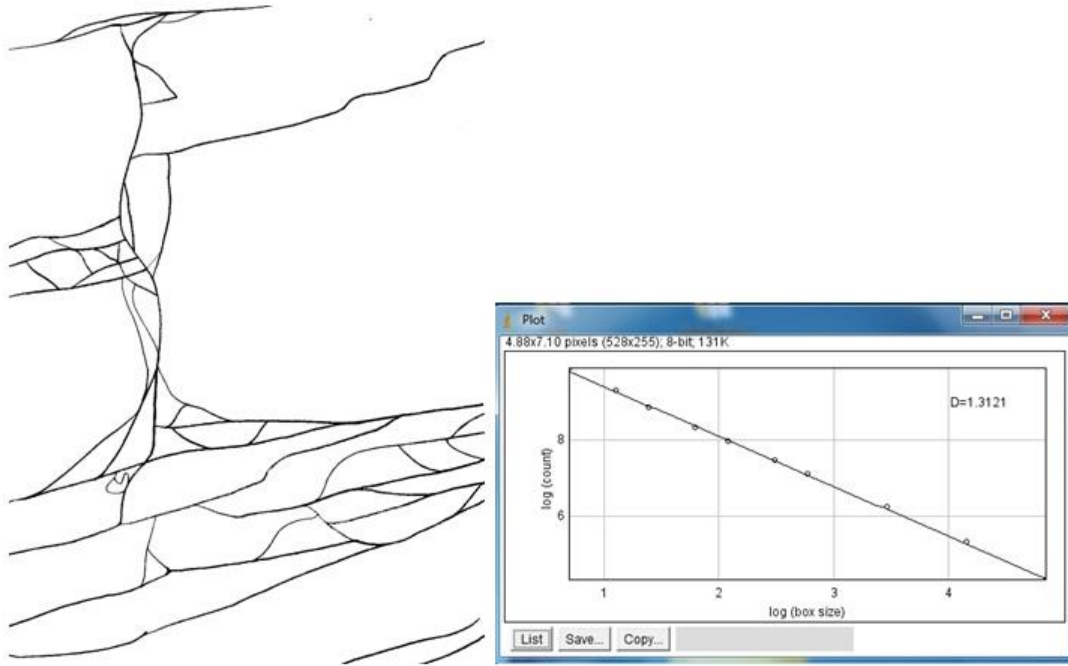 Plot
4.88x7.10 pixels (528x255); 8-bit; 131K
D=1.3121
8
6
log (count)
1 2 3 4
log (box size)
List Save... Copy...